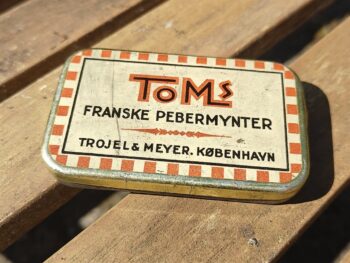 TOMS
FRANSKE PEBERMYNTER
TROJEL & MEYER. KØBENHAVN